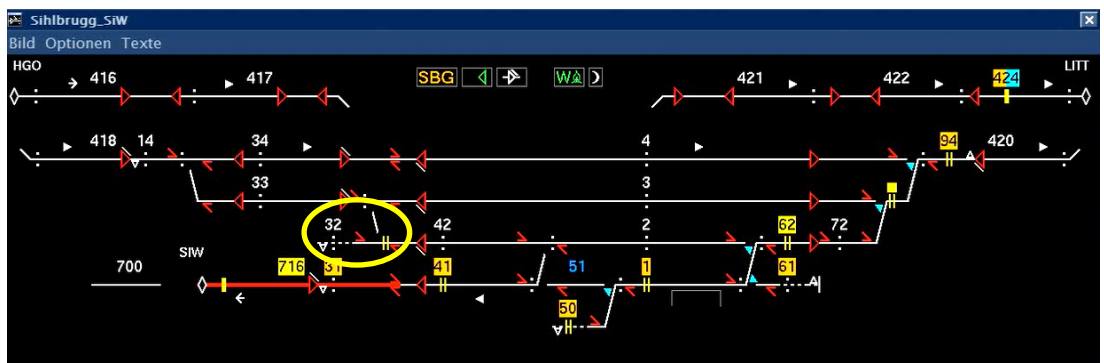 Sihlbrugg_SiW
Bild Optionen Texte
HGO 416 417 SBG W 421 422 424 LITT
418 14 34 4 94 420
33 3
32 42 2 62 72
SIW
700 716 31 41 51 1 61
50